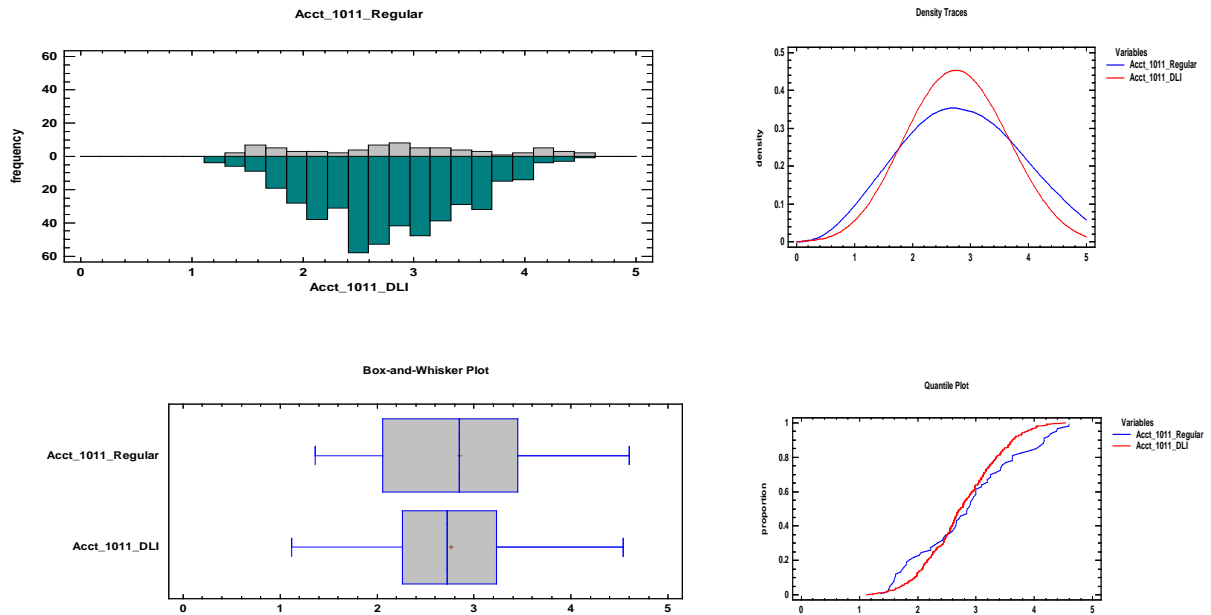 Acct_1011_Regular
60
40
20
0
20
40
60
frequency
0 1 2 3 4 5
Acct_1011_DLI
Density Traces
0.5
0.4
0.3
0.2
0.1
0
density
0 1 2 3 4 5
Variables
Acct_1011_Regular
Acct_1011_DLI
Box-and-Whisker Plot
Acct_1011_Regular
Acct_1011_DLI
0 1 2 3 4 5
Quantile Plot
1
0.8
0.6
0.4
0.2
0
proportion
0 1 2 3 4 5
Variables
Acct_1011_Regular
Acct_1011_DLI